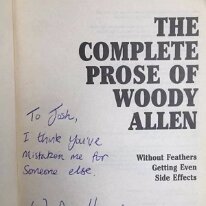 THE
COMPLETE
PROSE OF
WOODY
ALLEN
Without Feathers
Getting Even
Side Effects
To Josh,
I think you've
mistaken me for
someone else.